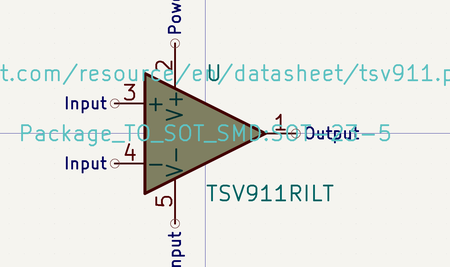 Powe
2
U
t.com/resource/en/datasheet/tsv911.p
3
Input
+
V+
1
Output
Package_TO_SOT_SMD:SOT-23-5
4
Input
-
V-
5
TSV911RILT
Input